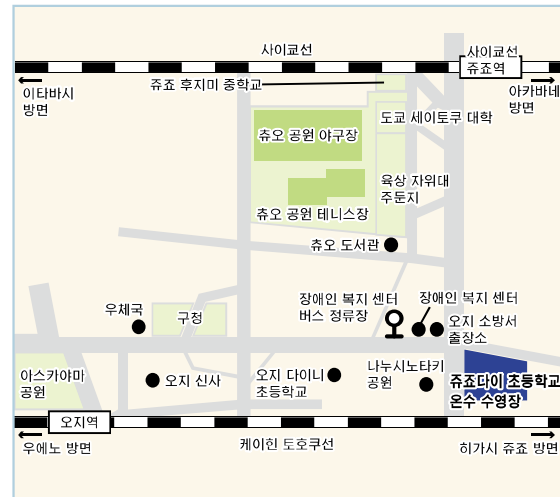 사이쿄선
사이쿄선
쥬죠역
쥬죠 후지미 중학교
이타바시
방면
아카바네
방면
도쿄 세이토쿠 대학
츄오 공원 야구장
육상 자위대
주둔지
츄오 공원 테니스장
츄오 도서관
장애인 복지 센터
버스 정류장
장애인 복지 센터
우체국
구청
오지 소방서
출장소
아스카야마
공원
오지 신사
오지 다이니
초등학교
나누시노타키
공원
쥬죠다이 초등학교
온수 수영장
오지역
우에노 방면
케이힌 토호쿠선
히가시 쥬죠 방면